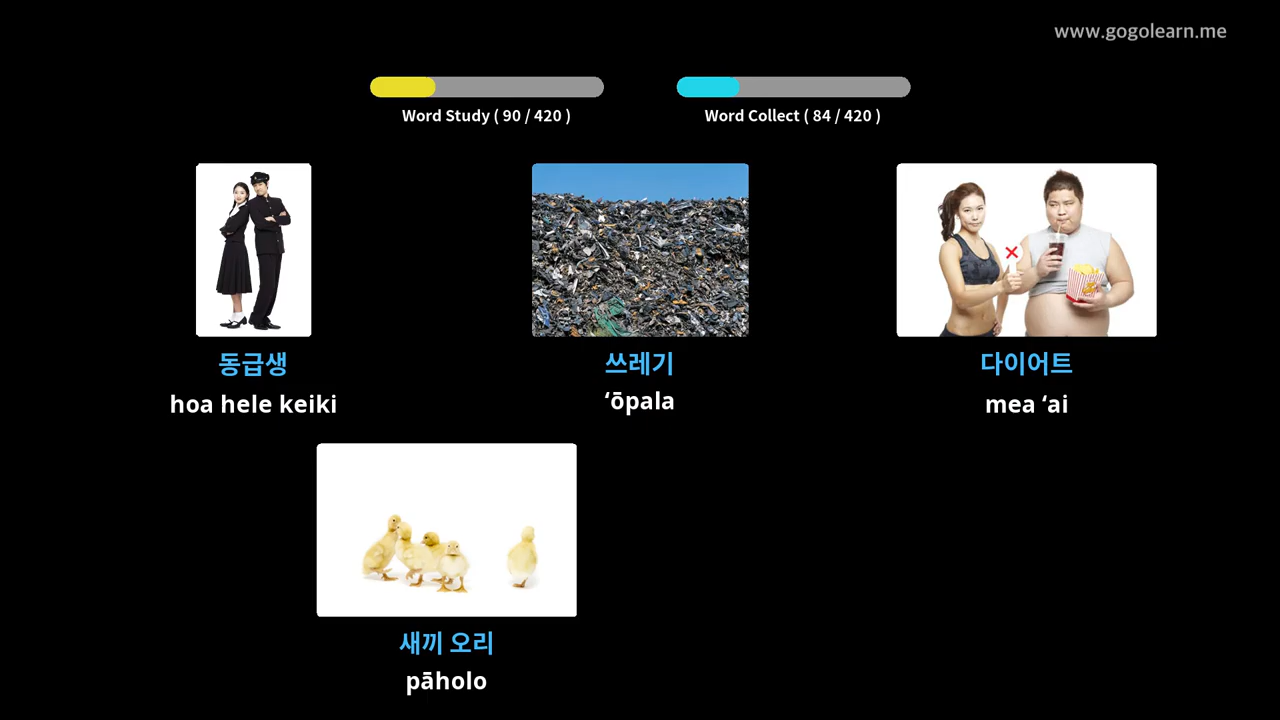 www.gogolearn.me
Word Study ( 90 / 420 )
Word Collect ( 84 / 420 )
동급생
hoa hele keiki
쓰레기
ʻōpala
다이어트
mea ʻai
새끼 오리
pāholo